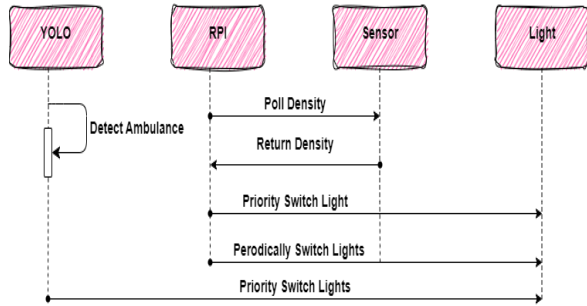 YOLO
RPI
Sensor
Light
Poll Density
Detect Ambulance
Return Density
Priority Switch Light
Perodically Switch Lights
Priority Switch Lights